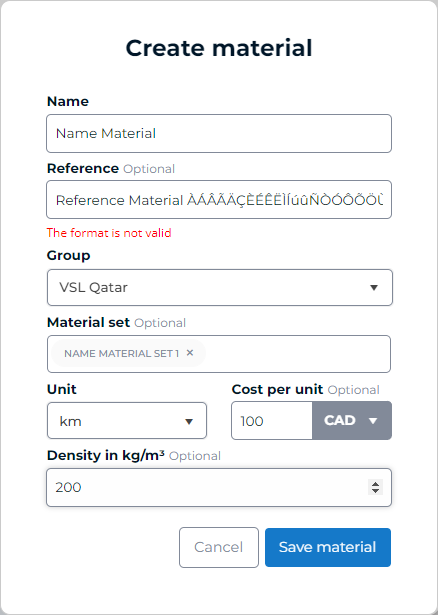 Create material
Name
Name Material
Reference Optional
Reference Material ÀÁÂÃÄÇÈÉÊËÌÍúûÑÒÓÔÕÖÙ
The format is not valid
Group
VSL Qatar
Material set Optional
NAME MATERIAL SET 1 ×
Unit Cost per unit Optional
km 100 CAD
Density in kg/m³ Optional
200
Cancel Save material